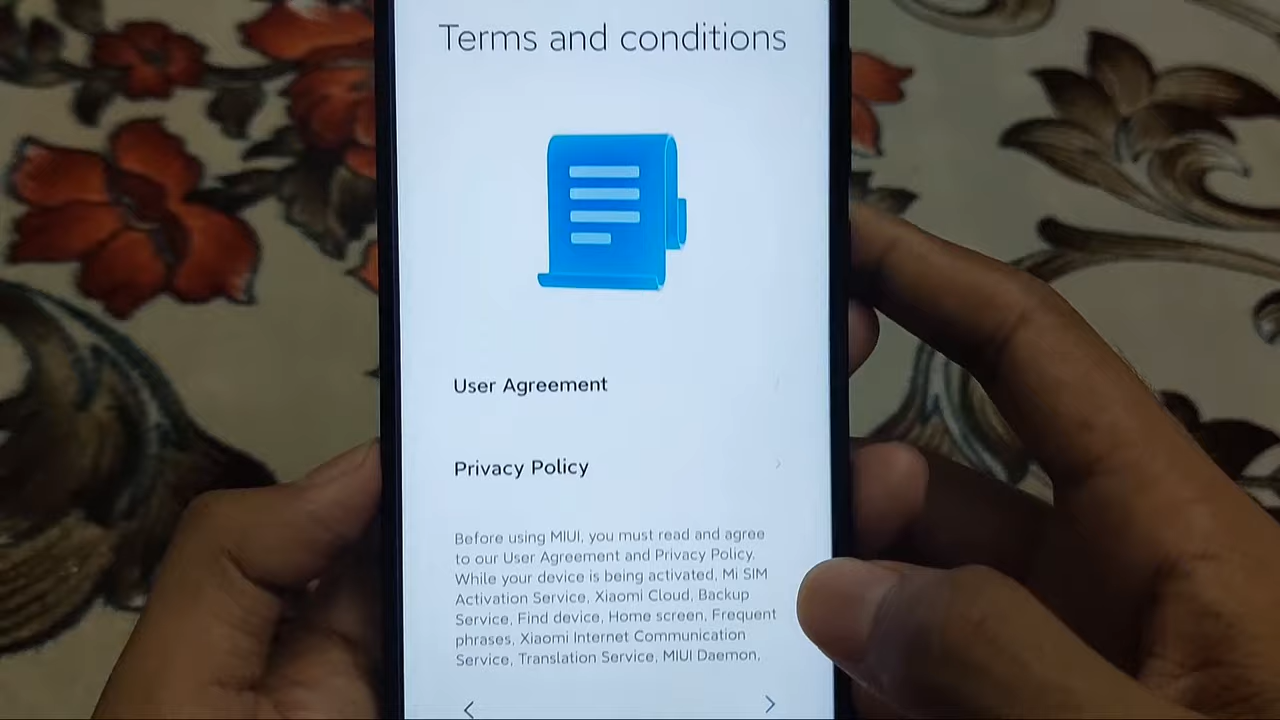 Terms and conditions
User Agreement
Privacy Policy
Before using MIUI, you must read and agree
to our User Agreement and Privacy Policy.
While your device is being activated, Mi SIM
Activation Service, Xiaomi Cloud, Backup
Service, Find device, Home screen, Frequent
phrases, Xiaomi Internet Communication
Service, Translation Service, MIUI Daemon,